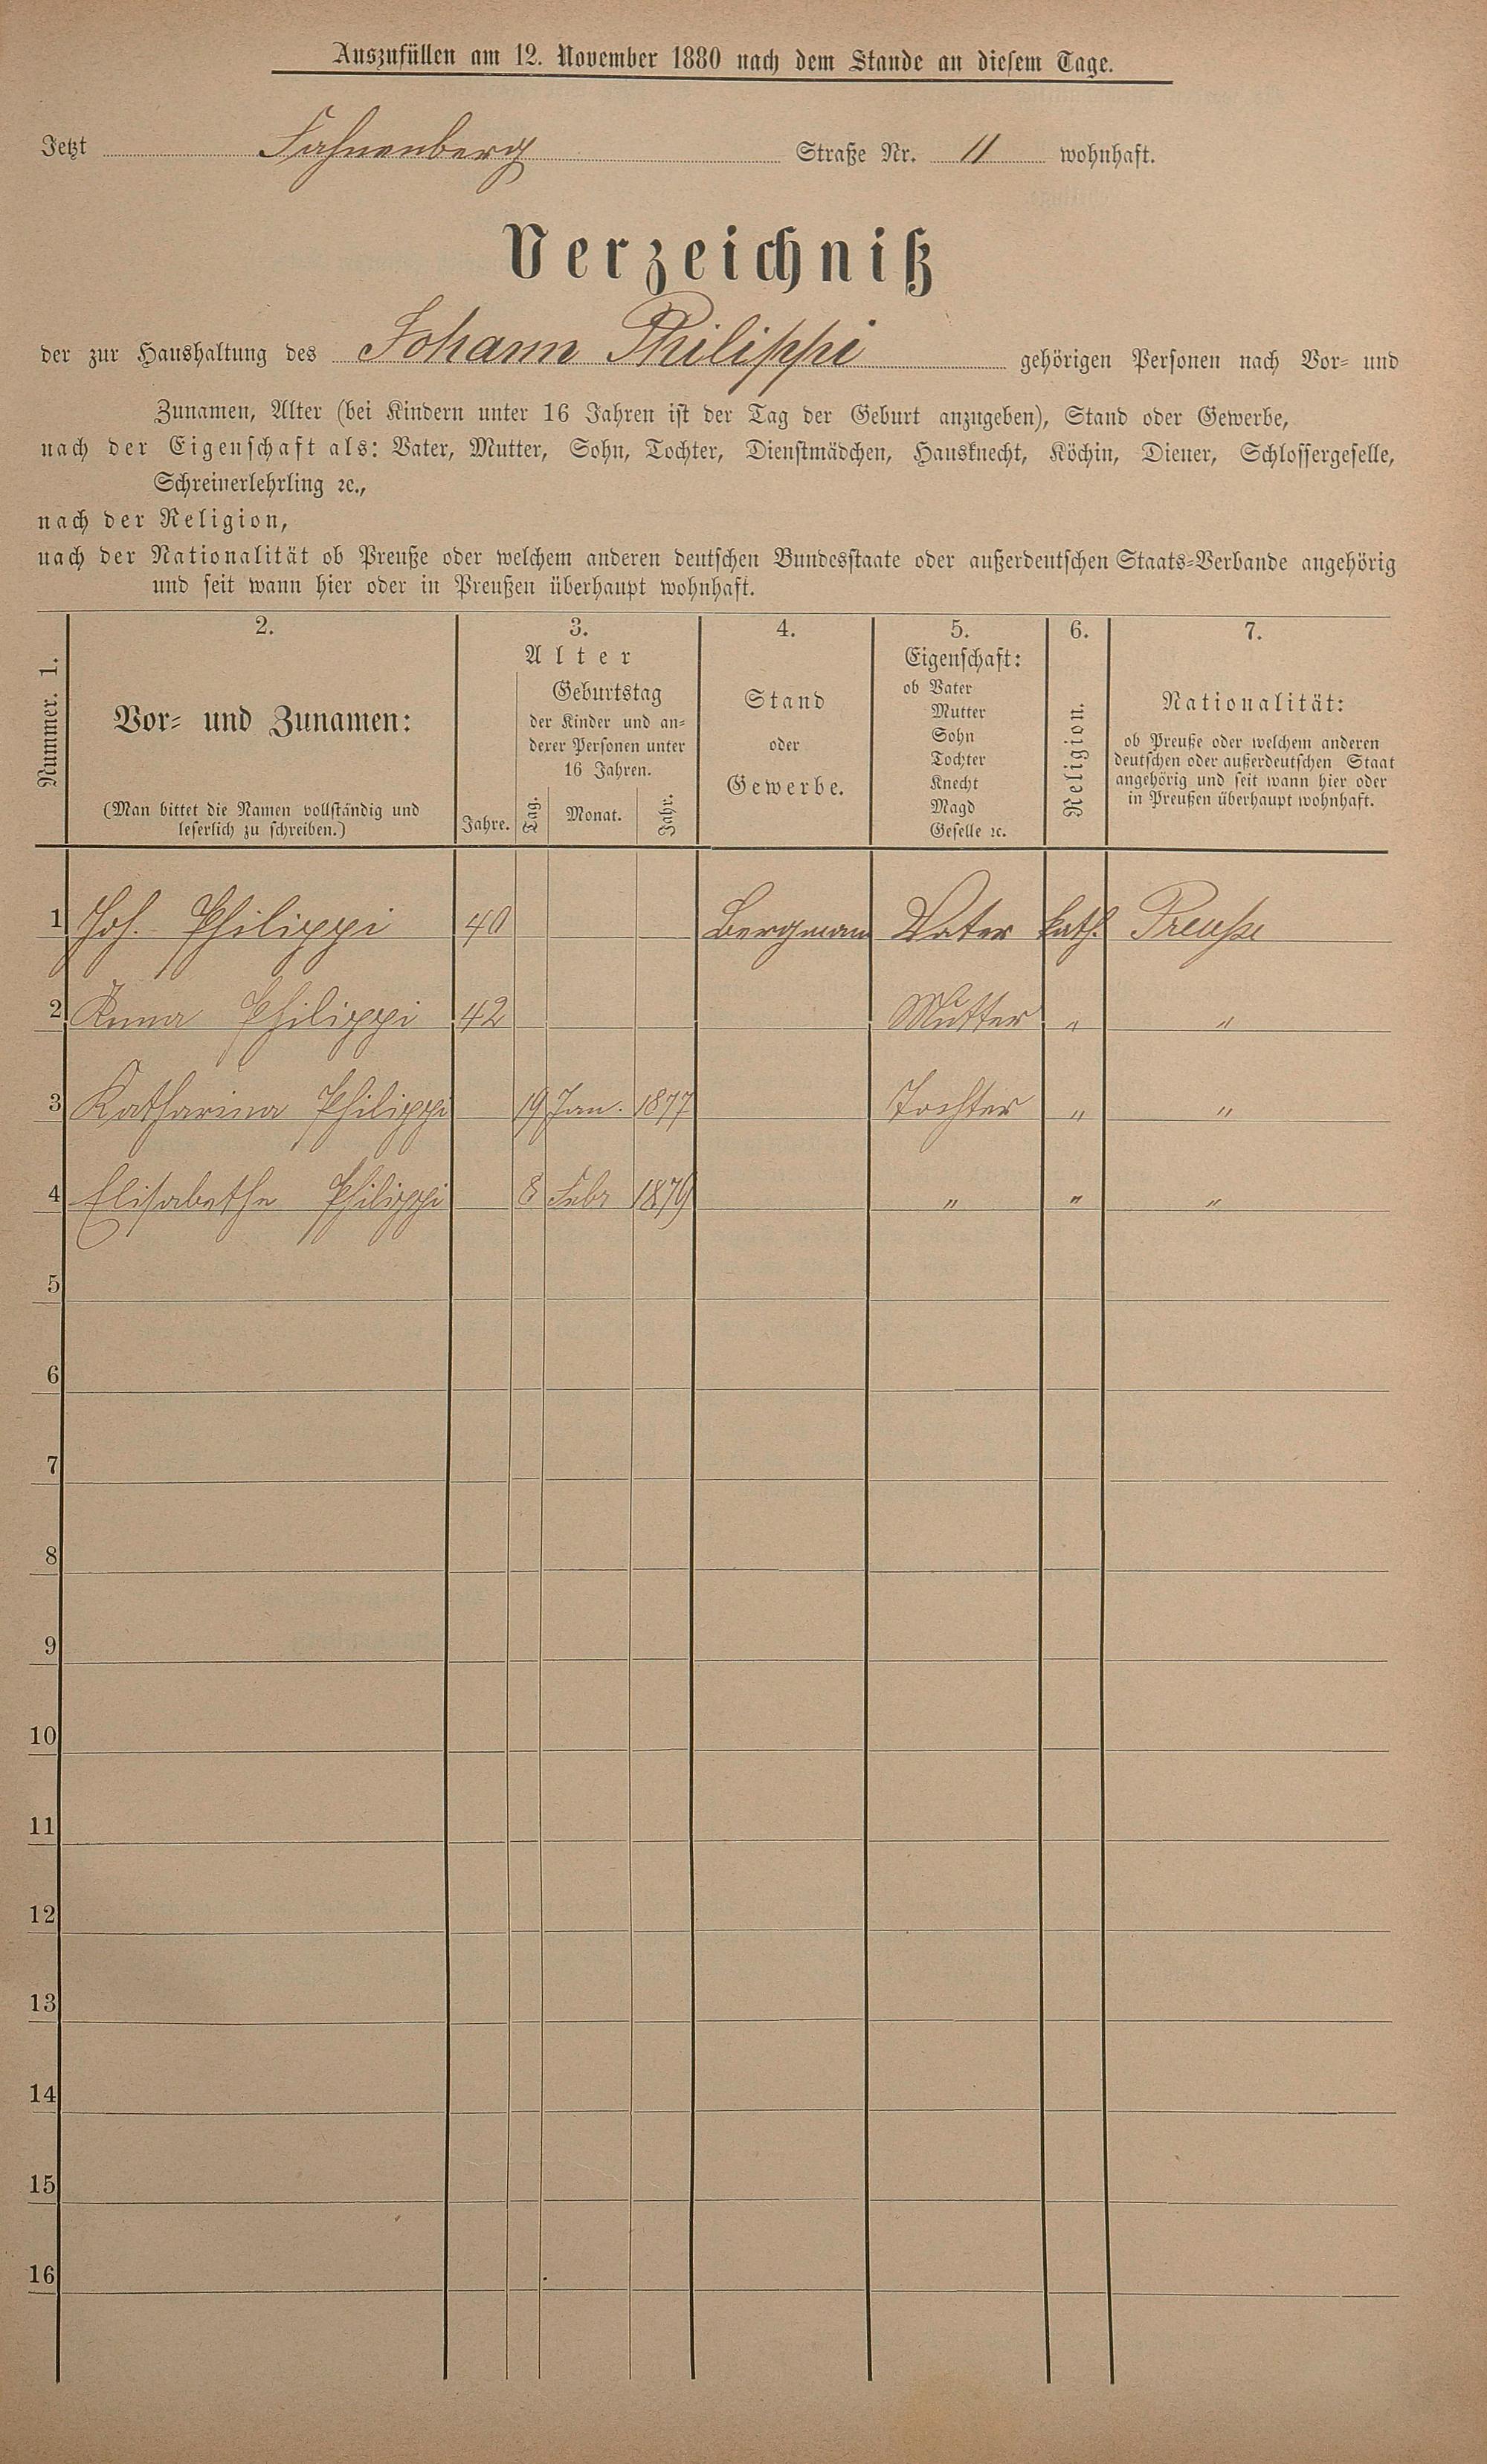 Auszufüllen am 12. November 1880 nach dem Stande an diesem Tage.
Jetzt Fahnenberg Straße Nr. 11 wohnhaft.
Verzeichniß
der zur Haushaltung des Johann Philippi gehörigen Personen nach Vor- und
Zunamen, Alter (bei Kindern unter 16 Jahren ist der Tag der Geburt anzugeben), Stand oder Gewerbe,
nach der Eigenschaft als: Vater, Mutter, Sohn, Tochter, Dienstmädchen, Hausknecht, Köchin, Diener, Schlossergeselle,
Schreinerlehrling ꝛc.,
nach der Religion,
nach der Nationalität ob Preuße oder welchem anderen deutschen Bundesstaate oder außerdeutschen Staats-Verbande angehörig
und seit wann hier oder in Preußen überhaupt wohnhaft.
Nummer. 1.
2.
Vor- und Zunamen:
(Man bittet die Namen vollständig und
leserlich zu schreiben.)
3.
Alter
Jahre.
Geburtstag
der Kinder und an-
derer Personen unter
16 Jahren.
Tag. Monat. Jahr.
4.
Stand
oder
Gewerbe.
5.
Eigenschaft:
ob Vater
Mutter
Sohn
Tochter
Knecht
Magd
Geselle ꝛc.
6.
Religion.
7.
Nationalität:
ob Preuße oder welchem anderen
deutschen oder außerdeutschen Staat
angehörig und seit wann hier oder
in Preußen überhaupt wohnhaft.
1 Joh. Philippi 40 Bergmann Vater kath. Preuße
2 Anna Philippi 42 Mutter " "
3 Katharina Philippi 19 Jan. 1877 Tochter " "
4 Elisabetha Philippi 8 Febr 1879 " " "
5
6
7
8
9
10
11
12
13
14
15
16